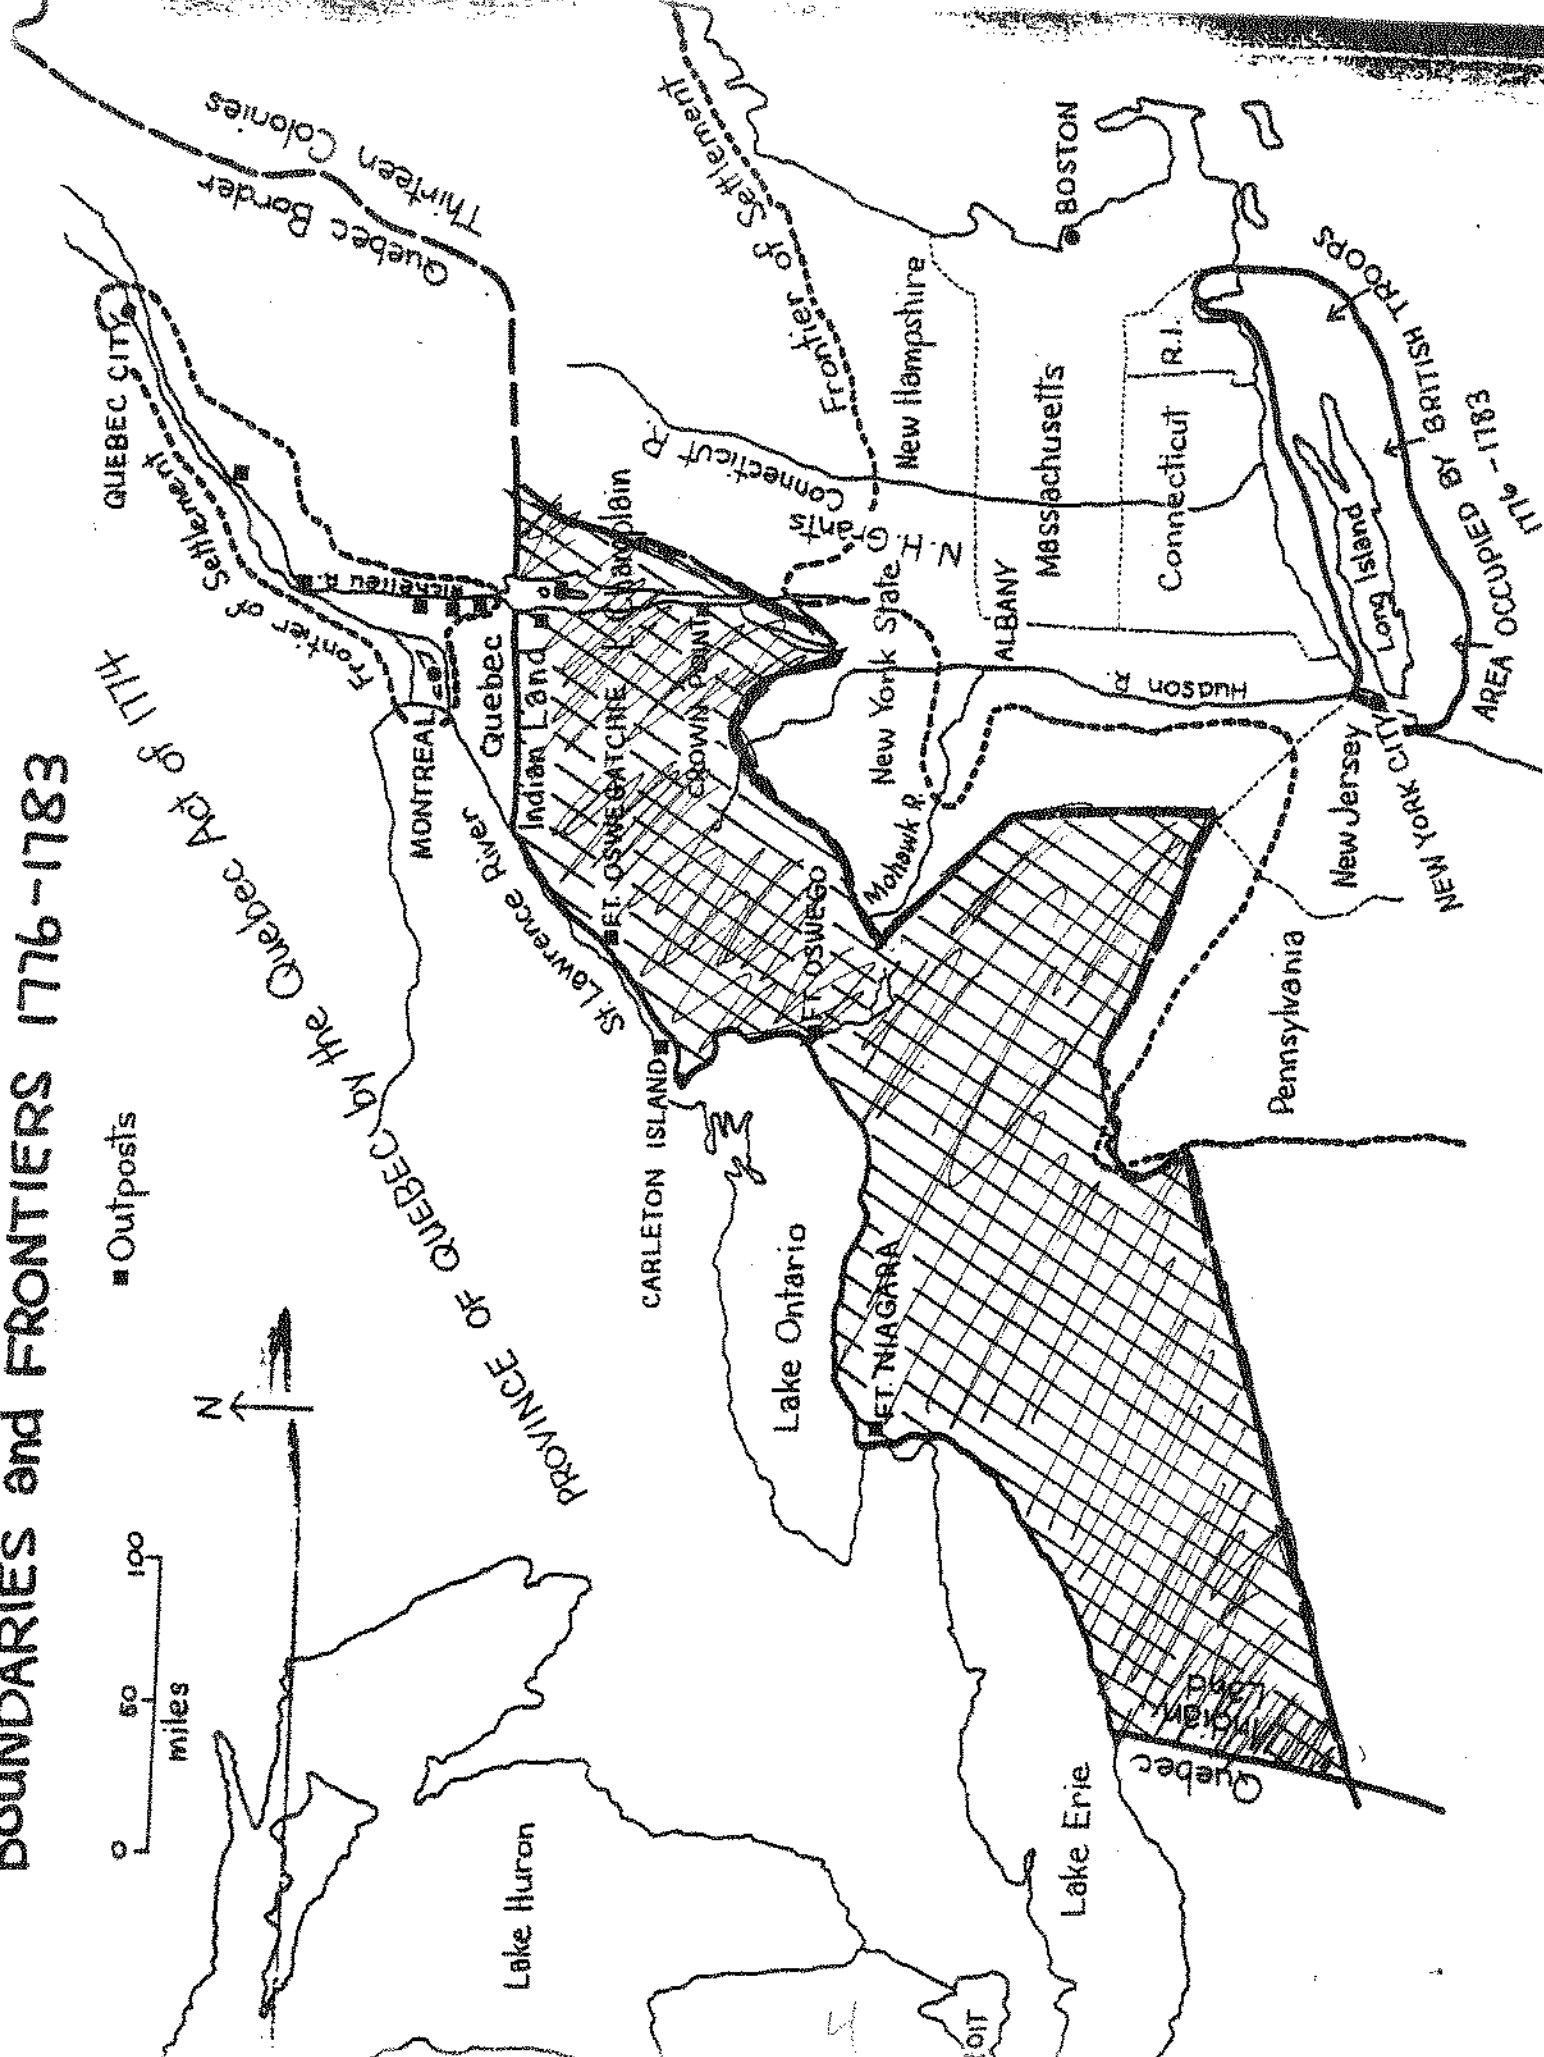 BOUNDARIES and FRONTIERS 1776-1783
0 50 100
miles
N
■ Outposts
PROVINCE OF QUEBEC by the Quebec Act of 1774
QUEBEC CITY
Frontier of Settlement
Quebec Border
Thirteen Colonies
Richelieu R.
MONTREAL
Quebec
Indian Land
St. Lawrence River
FT. OSWEGATCHIE
L. Champlain
CROWN POINT
CARLETON ISLAND
FT. OSWEGO
Lake Ontario
FT. NIAGARA
Lake Huron
Lake Erie
OIT
Quebec
Indian
Land
Frontier of Settlement
Connecticut R.
N.H. Grants
New Hampshire
New York State
Mohawk R.
ALBANY
Hudson R.
Massachusetts
BOSTON
Connecticut
R.I.
Long Island
New Jersey
NEW YORK CITY
Pennsylvania
AREA OCCUPIED BY BRITISH TROOPS
1776-1783
4